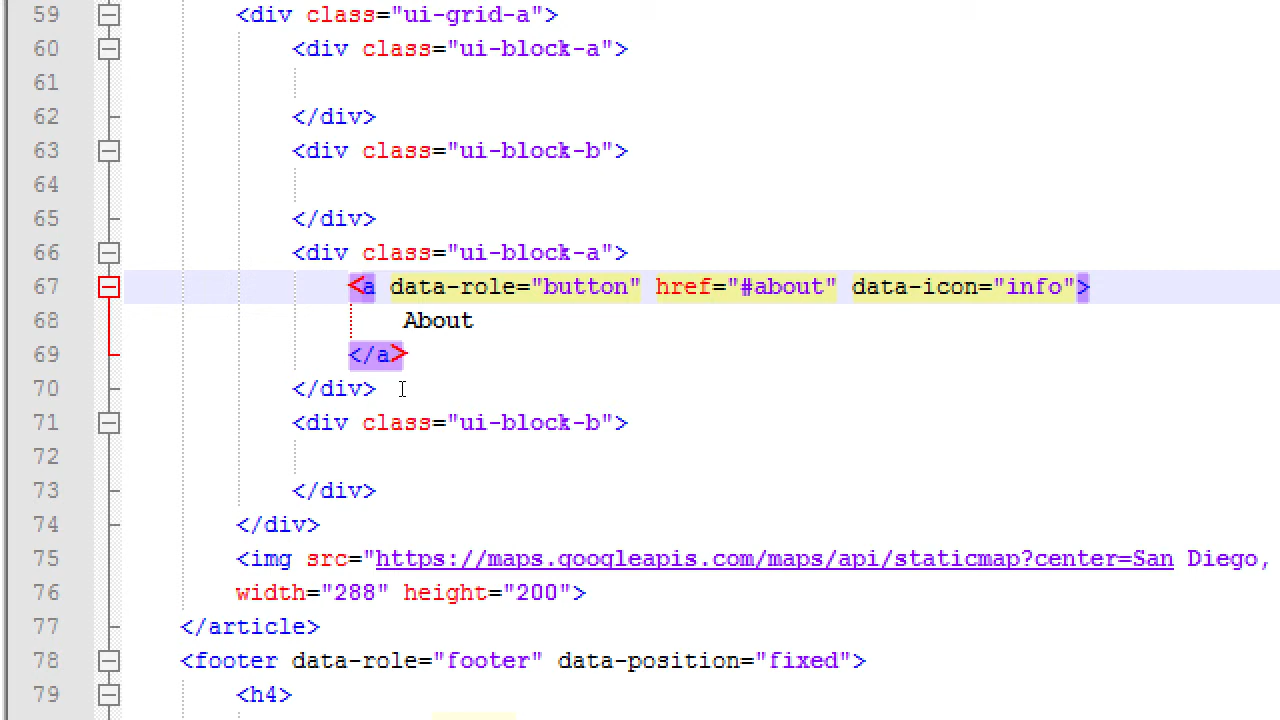 59 <div class="ui-grid-a">
60 <div class="ui-block-a">
61
62 </div>
63 <div class="ui-block-b">
64
65 </div>
66 <div class="ui-block-a">
67 <a data-role="button" href="#about" data-icon="info">
68 About
69 </a>
70 </div>
71 <div class="ui-block-b">
72
73 </div>
74 </div>
75 <img src="https://maps.googleapis.com/maps/api/staticmap?center=San Diego,
76 width="288" height="200">
77 </article>
78 <footer data-role="footer" data-position="fixed">
79 <h4>